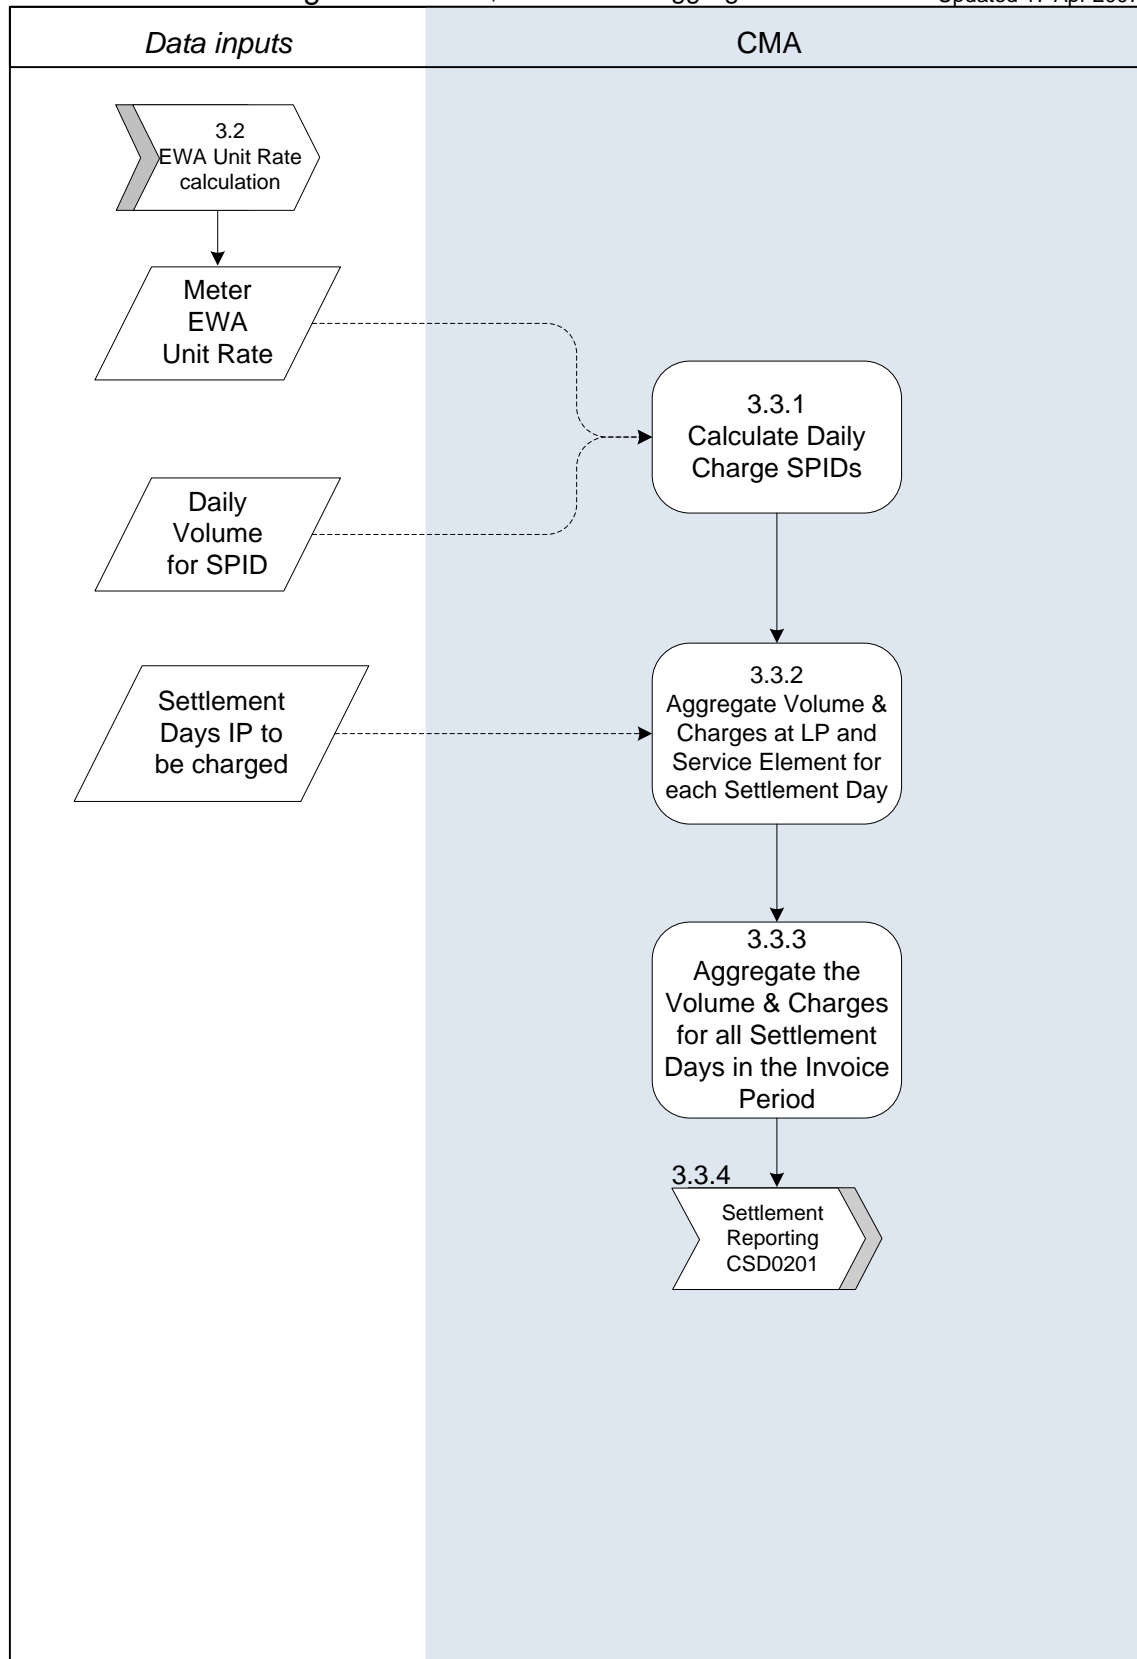 Data inputs
CMA
3.2
EWA Unit Rate
calculation
Meter
EWA
Unit Rate
3.3.1
Calculate Daily
Charge SPIDs
Daily
Volume
for SPID
Settlement
Days IP to
be charged
3.3.2
Aggregate Volume &
Charges at LP and
Service Element for
each Settlement Day
3.3.3
Aggregate the
Volume & Charges
for all Settlement
Days in the Invoice
Period
3.3.4
Settlement
Reporting
CSD0201